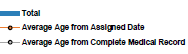 Total
Average Age from Assigned Date
Average Age from Complete Medical Record